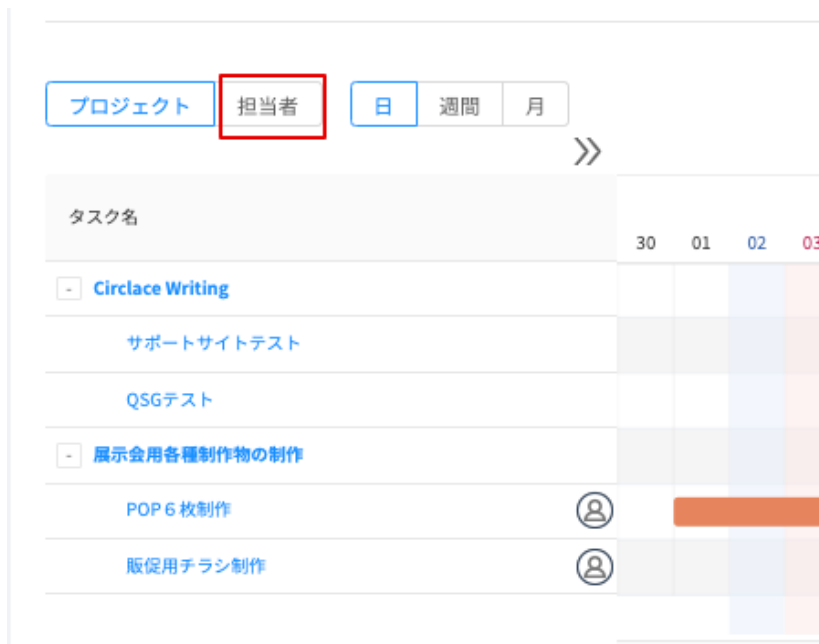 プロジェクト 担当者 日 週間 月
タスク名
30 01 02 03
- Circlace Writing
サポートサイトテスト
QSGテスト
- 展示会用各種制作物の制作
POP６枚制作
販促用チラシ制作